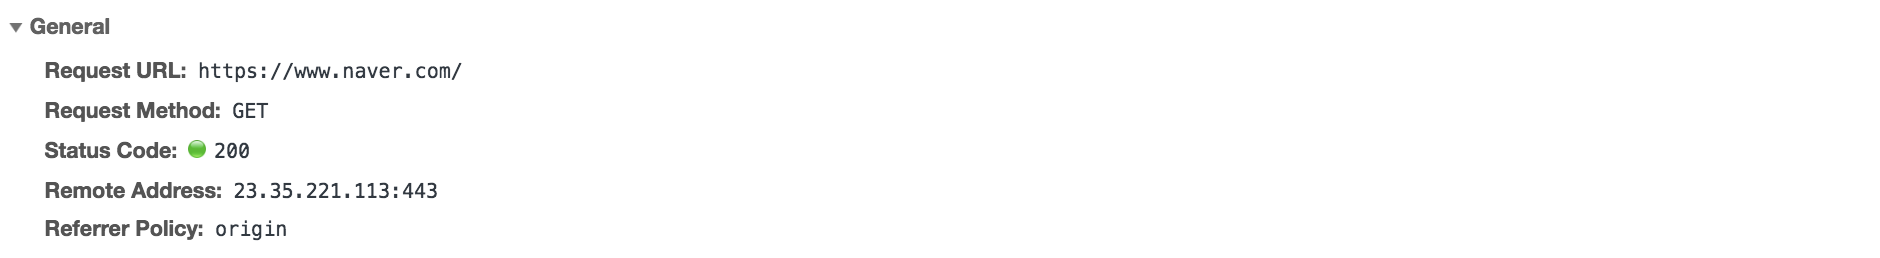 General
Request URL: https://www.naver.com/
Request Method: GET
Status Code: 200
Remote Address: 23.35.221.113:443
Referrer Policy: origin